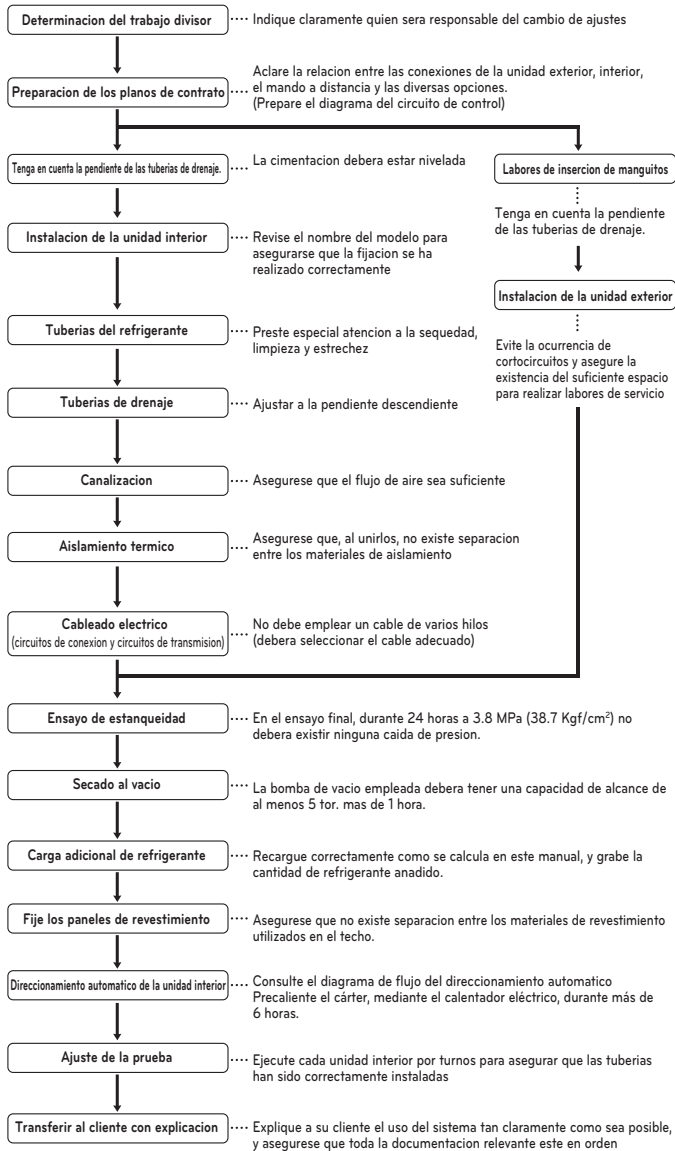 Determinacion del trabajo divisor
Indique claramente quien sera responsable del cambio de ajustes
Preparacion de los planos de contrato
Aclare la relacion entre las conexiones de la unidad exterior, interior,
el mando a distancia y las diversas opciones.
(Prepare el diagrama del circuito de control)
Tenga en cuenta la pendiente de las tuberias de drenaje.
La cimentacion debera estar nivelada
Labores de insercion de manguitos
Tenga en cuenta la pendiente
de las tuberias de drenaje.
Instalacion de la unidad interior
Revise el nombre del modelo para
asegurarse que la fijacion se ha
realizado correctamente
Instalacion de la unidad exterior
Evite la ocurrencia de
cortocircuitos y asegure la
existencia del suficiente espacio
para realizar labores de servicio
Tuberias del refrigerante
Preste especial atencion a la sequedad,
limpieza y estrechez
Tuberias de drenaje
Ajustar a la pendiente descendiente
Canalizacion
Asegurese que el flujo de aire sea suficiente
Aislamiento termico
Asegurese que, al unirlos, no existe separacion
entre los materiales de aislamiento
Cableado electrico
(circuitos de conexion y circuitos de transmision)
No debe emplear un cable de varios hilos
(debera seleccionar el cable adecuado)
Ensayo de estanqueidad
En el ensayo final, durante 24 horas a 3.8 MPa (38.7 Kgf/cm²) no
debera existir ninguna caida de presion.
Secado al vacio
La bomba de vacio empleada debera tener una capacidad de alcance de
al menos 5 tor. mas de 1 hora.
Carga adicional de refrigerante
Recargue correctamente como se calcula en este manual, y grabe la
cantidad de refrigerante anadido.
Fije los paneles de revestimiento
Asegurese que no existe separacion entre los materiales de revestimiento
utilizados en el techo.
Direccionamiento automatico de la unidad interior
Consulte el diagrama de flujo del direccionamiento automatico
Precaliente el cárter, mediante el calentador eléctrico, durante más de
6 horas.
Ajuste de la prueba
Ejecute cada unidad interior por turnos para asegurar que las tuberias
han sido correctamente instaladas
Transferir al cliente con explicacion
Explique a su cliente el uso del sistema tan claramente como sea posible,
y asegurese que toda la documentacion relevante este en orden